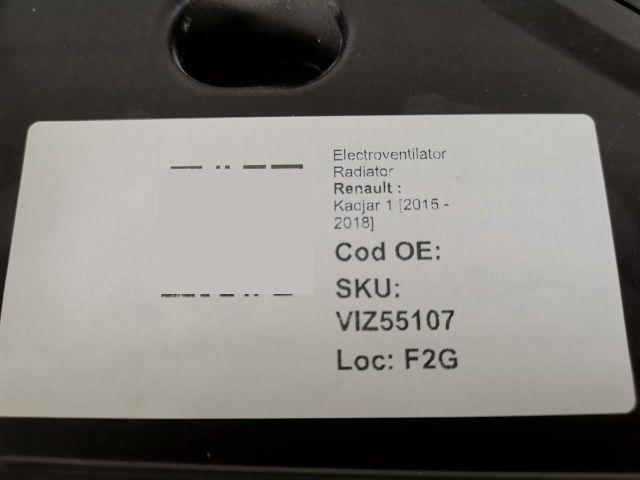 Electroventilator
Radiator
Renault :
Kadjar 1 [2015 -
2018]
Cod OE:
SKU:
VIZ55107
Loc: F2G